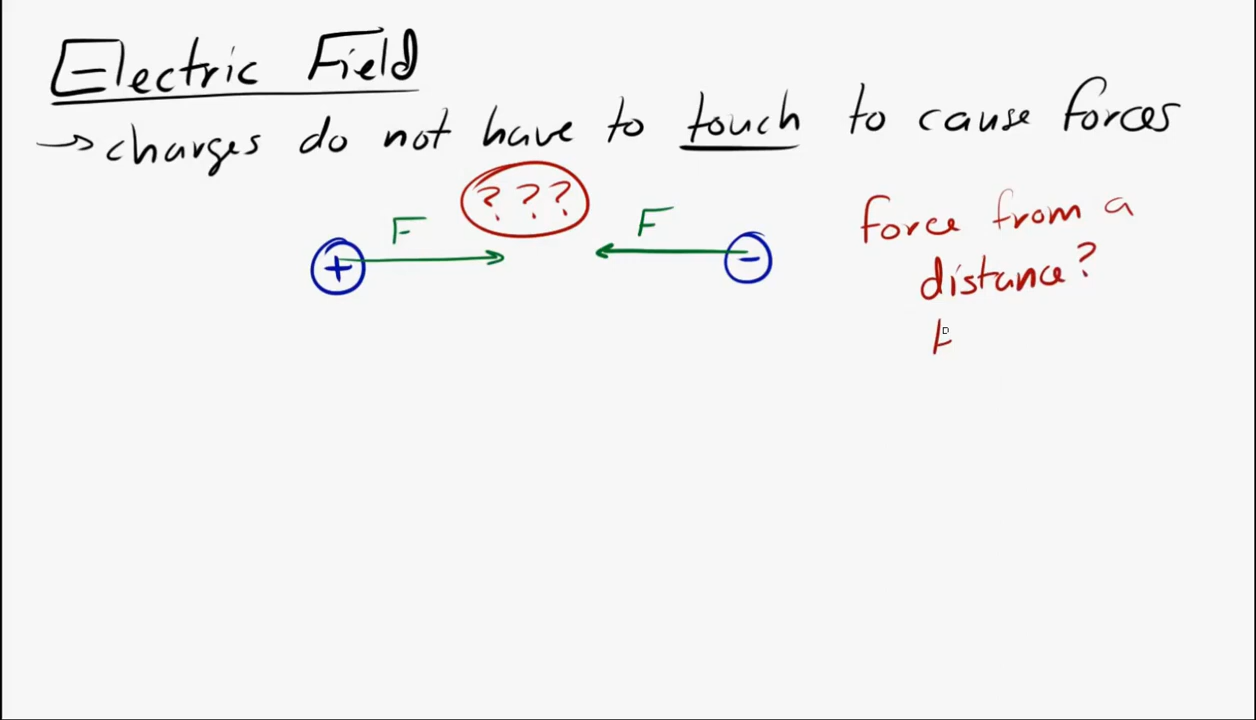 Electric Field
→ charges do not have to touch to cause forces
???
F F
+ -
force from a
distance?